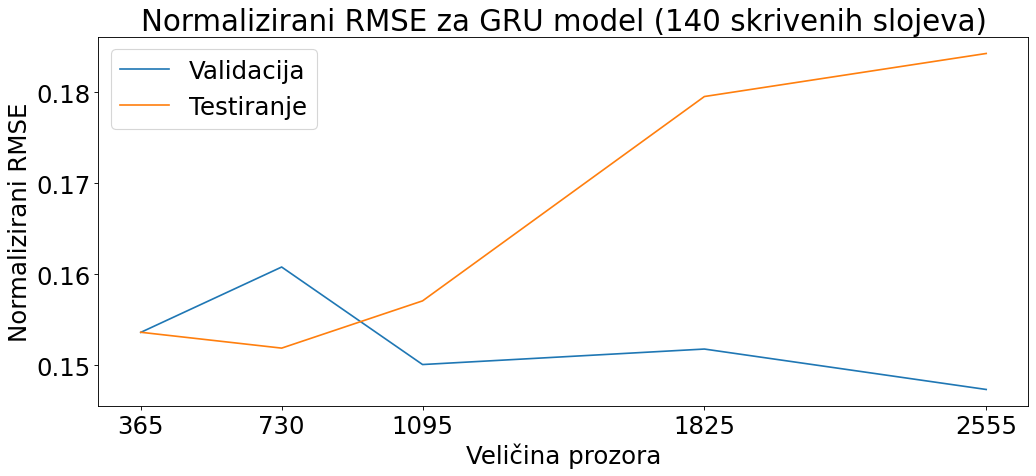 Normalizirani RMSE za GRU model (140 skrivenih slojeva)
Validacija
Testiranje
Normalizirani RMSE
0.18
0.17
0.16
0.15
365 730 1095 1825 2555
Veličina prozora